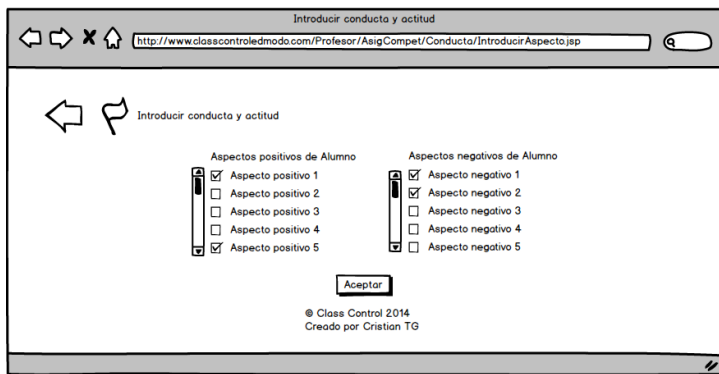 Introducir conducta y actitud
http://www.classcontroledmodo.com/Profesor/AsigCompet/Conducta/IntroducirAspecto.jsp
Introducir conducta y actitud
Aspectos positivos de Alumno
Aspecto positivo 1
Aspecto positivo 2
Aspecto positivo 3
Aspecto positivo 4
Aspecto positivo 5
Aspectos negativos de Alumno
Aspecto negativo 1
Aspecto negativo 2
Aspecto negativo 3
Aspecto negativo 4
Aspecto negativo 5
Aceptar
© Class Control 2014
Creado por Cristian TG